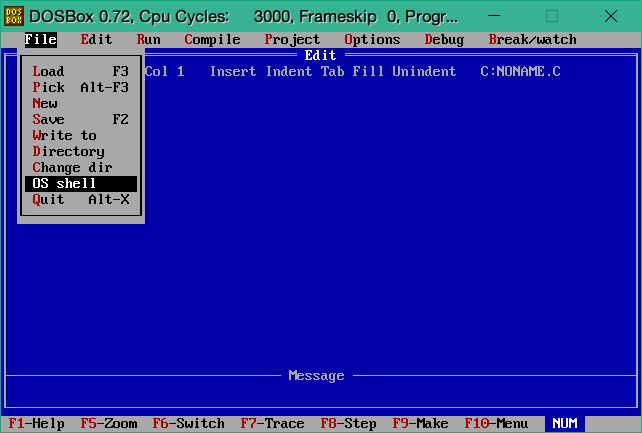 DOS BOX
DOSBox 0.72, Cpu Cycles: 3000, Frameskip 0, Progr...
File Edit Run Compile Project Options Debug Break/watch
Edit
Col 1 Insert Indent Tab Fill Unindent C:NONAME.C
Load F3
Pick Alt-F3
New
Save F2
Write to
Directory
Change dir
OS shell
Quit Alt-X
Message
F1-Help F5-Zoom F6-Switch F7-Trace F8-Step F9-Make F10-Menu NUM